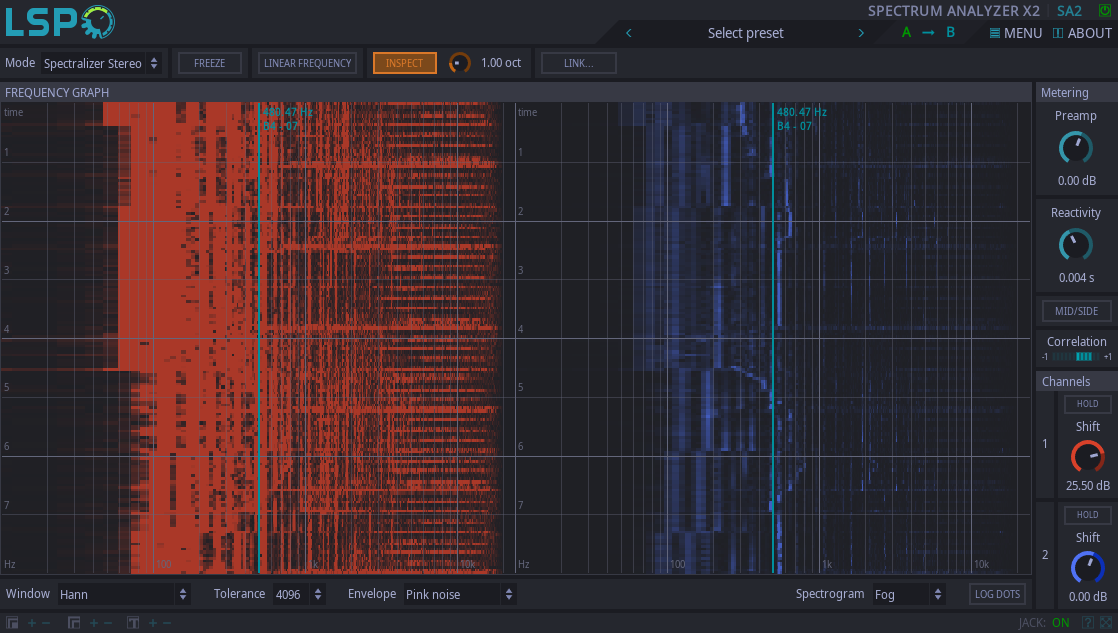 LSP
SPECTRUM ANALYZER X2 SA2
Select preset
A → B
MENU
ABOUT
Mode Spectralizer Stereo
FREEZE
LINEAR FREQUENCY
INSPECT
1.00 oct
LINK...
FREQUENCY GRAPH
time
480.47 Hz
B4 - 07
1
2
3
4
5
6
7
Hz
100
1k
10k
time
480.47 Hz
B4 - 07
1
2
3
4
5
6
7
Hz
100
1k
10k
Metering
Preamp
0.00 dB
Reactivity
0.004 s
MID/SIDE
Correlation
-1 +1
Channels
HOLD
Shift
1
25.50 dB
HOLD
Shift
2
0.00 dB
Window Hann
Tolerance 4096
Envelope Pink noise
Spectrogram Fog
LOG DOTS
JACK: ON